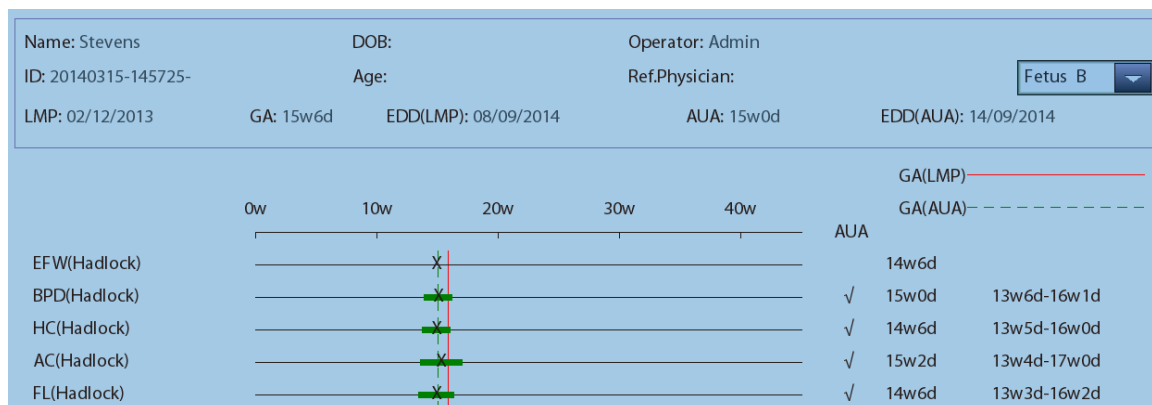 Name: Stevens DOB: Operator: Admin
ID: 20140315-145725- Age: Ref.Physician: Fetus B
LMP: 02/12/2013 GA: 15w6d EDD(LMP): 08/09/2014 AUA: 15w0d EDD(AUA): 14/09/2014
GA(LMP)
0w 10w 20w 30w 40w GA(AUA)
AUA
EFW(Hadlock) X 14w6d
BPD(Hadlock) X √ 15w0d 13w6d-16w1d
HC(Hadlock) X √ 14w6d 13w5d-16w0d
AC(Hadlock) X √ 15w2d 13w4d-17w0d
FL(Hadlock) X √ 14w6d 13w3d-16w2d